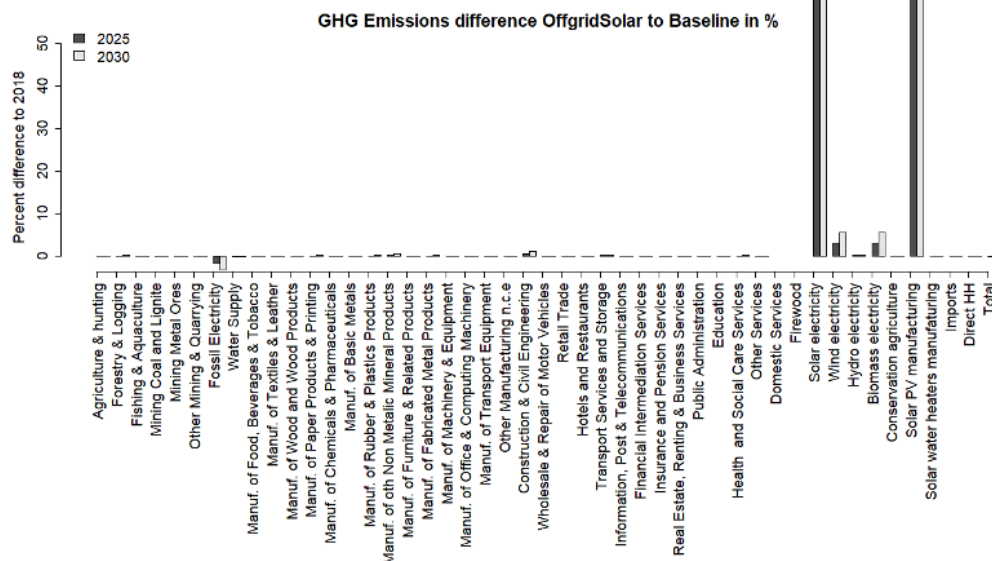 GHG Emissions difference OffgridSolar to Baseline in %
2025
2030
Percent difference to 2018
50
40
30
20
10
0
Agriculture & hunting
Forestry & Logging
Fishing & Aquaculture
Mining Coal and Lignite
Mining Metal Ores
Other Mining & Quarrying
Fossil Electricity
Water Supply
Manuf. of Food, Beverages & Tobacco
Manuf. of Textiles & Leather
Manuf. of Wood and Wood Products
Manuf. of Paper Products & Printing
Manuf. of Chemicals & Pharmaceuticals
Manuf. of Basic Metals
Manuf. of Rubber & Plastics Products
Manuf. of oth Non Metalic Mineral Products
Manuf. of Furniture & Related Products
Manuf. of Fabricated Metal Products
Manuf. of Machinery & Equipment
Manuf. of Office & Computing Machinery
Manuf. of Transport Equipment
Other Manufacturing n.c.e
Construction & Civil Engineering
Wholesale & Repair of Motor Vehicles
Retail Trade
Hotels and Restaurants
Transport Services and Storage
Information, Post & Telecommunications
Financial Intermediation Services
Insurance and Pension Services
Real Estate, Renting & Business Services
Public Administration
Education
Health and Social Care Services
Other Services
Domestic Services
Firewood
Solar electricity
Wind electricity
Hydro electricity
Biomass electricity
Conservation agriculture
Solar PV manufacturing
Solar water heaters manufaturing
Imports
Direct HH
Total